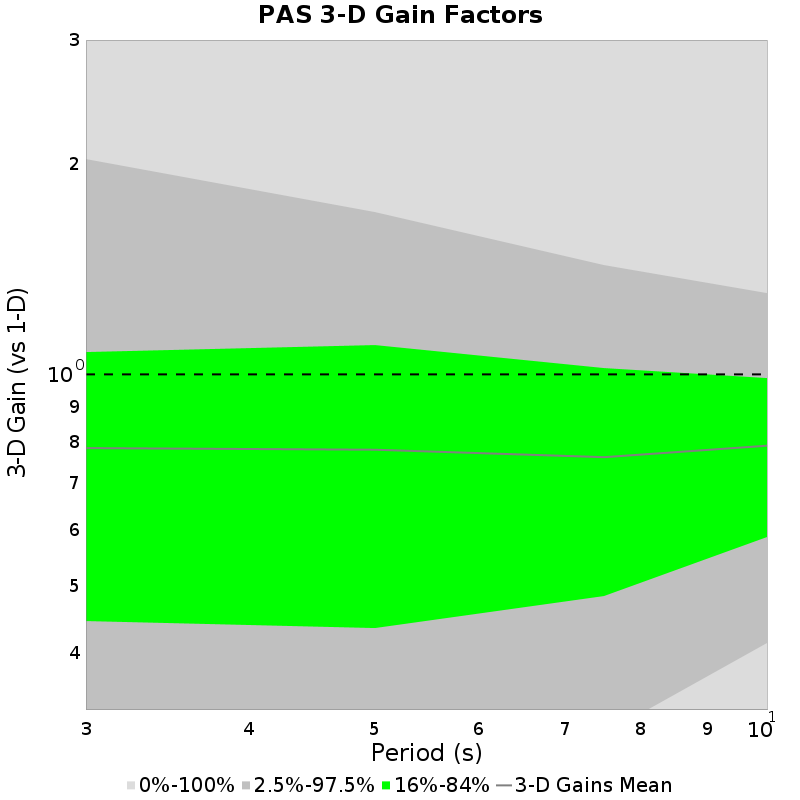 PAS 3-D Gain Factors
3-D Gain (vs 1-D)
3
2
10^0
9
8
7
6
5
4
3 4 5 6 7 8 9 10^1
Period (s)
0%-100% 2.5%-97.5% 16%-84% 3-D Gains Mean